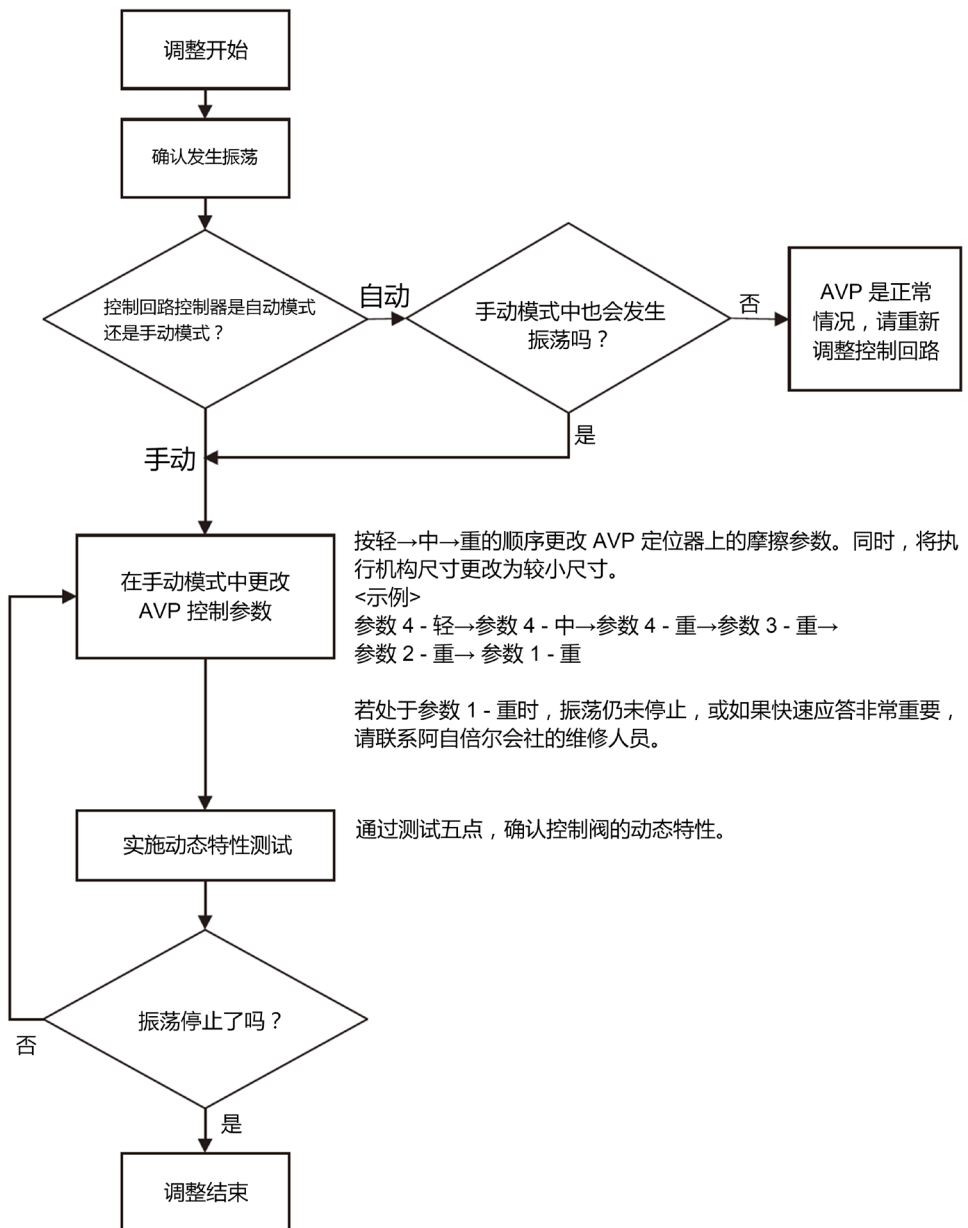 调整开始
确认发生振荡
控制回路控制器是自动模式
还是手动模式？
自动
手动模式中也会发生
振荡吗？
否
AVP 是正常
情况，请重新
调整控制回路
是
手动
在手动模式中更改
AVP 控制参数
按轻→中→重的顺序更改 AVP 定位器上的摩擦参数。同时，将执
行机构尺寸更改为较小尺寸。
<示例>
参数 4 - 轻→参数 4 - 中→参数 4 - 重→参数 3 - 重→
参数 2 - 重→ 参数 1 - 重
若处于参数 1 - 重时，振荡仍未停止，或如果快速应答非常重要，
请联系阿自倍尔会社的维修人员。
实施动态特性测试
通过测试五点，确认控制阀的动态特性。
振荡停止了吗？
否
是
调整结束